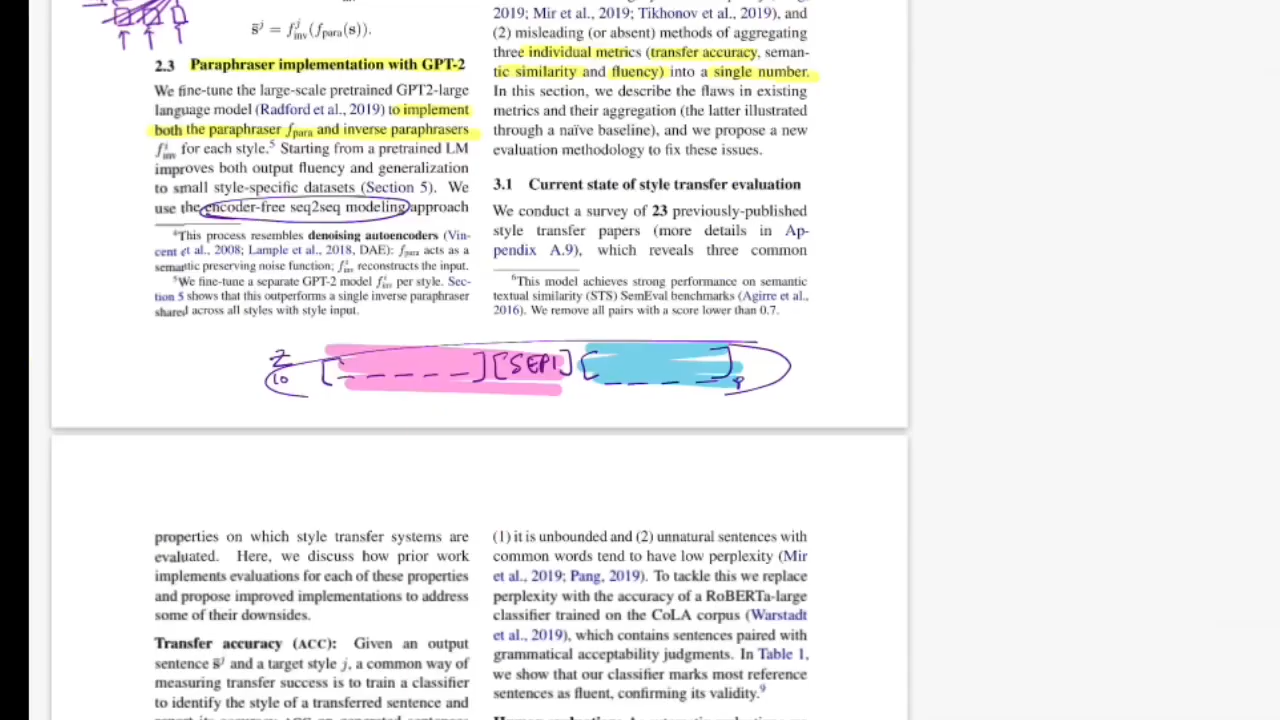 inv
s̄ʲ = fʲinv(fpara(s)).
2.3 Paraphraser implementation with GPT-2
We fine-tune the large-scale pretrained GPT2-large
language model (Radford et al., 2019) to implement
both the paraphraser fpara and inverse paraphrasers
fⁱinv for each style.⁵ Starting from a pretrained LM
improves both output fluency and generalization
to small style-specific datasets (Section 5). We
use the encoder-free seq2seq modeling approach
⁴This process resembles denoising autoencoders (Vin-
cent et al., 2008; Lample et al., 2018, DAE): fpara acts as a
semantic preserving noise function; fⁱinv reconstructs the input.
⁵We fine-tune a separate GPT-2 model fⁱinv per style. Sec-
tion 5 shows that this outperforms a single inverse paraphraser
shared across all styles with style input.
2019; Mir et al., 2019; Tikhonov et al., 2019), and
(2) misleading (or absent) methods of aggregating
three individual metrics (transfer accuracy, seman-
tic similarity and fluency) into a single number.
In this section, we describe the flaws in existing
metrics and their aggregation (the latter illustrated
through a naïve baseline), and we propose a new
evaluation methodology to fix these issues.
3.1 Current state of style transfer evaluation
We conduct a survey of 23 previously-published
style transfer papers (more details in Ap-
pendix A.9), which reveals three common
⁶This model achieves strong performance on semantic
textual similarity (STS) SemEval benchmarks (Agirre et al.,
2016). We remove all pairs with a score lower than 0.7.
[_ _ _ _ _ _] [SEP] [_ _ _ _]
properties on which style transfer systems are
evaluated. Here, we discuss how prior work
implements evaluations for each of these properties
and propose improved implementations to address
some of their downsides.
Transfer accuracy (ACC): Given an output
sentence s̄ʲ and a target style j, a common way of
measuring transfer success is to train a classifier
to identify the style of a transferred sentence and
(1) it is unbounded and (2) unnatural sentences with
common words tend to have low perplexity (Mir
et al., 2019; Pang, 2019). To tackle this we replace
perplexity with the accuracy of a RoBERTa-large
classifier trained on the CoLA corpus (Warstadt
et al., 2019), which contains sentences paired with
grammatical acceptability judgments. In Table 1,
we show that our classifier marks most reference
sentences as fluent, confirming its validity.⁹